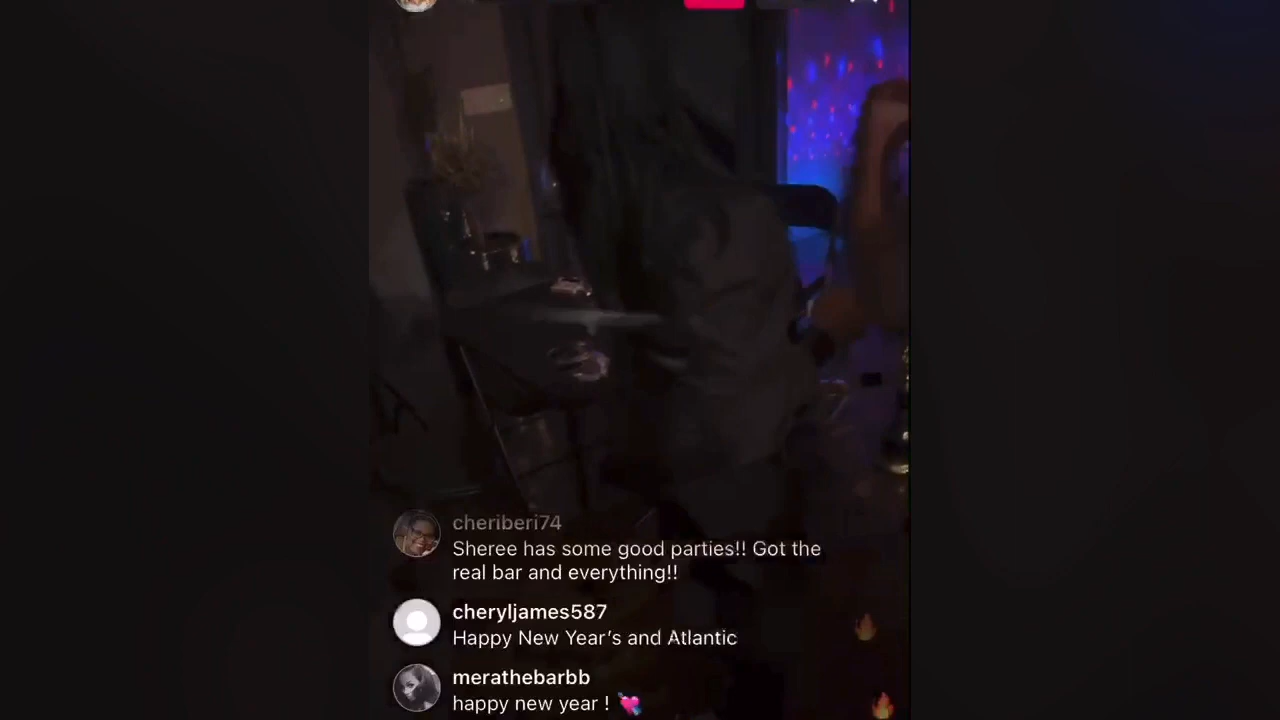 cheriberi74
Sheree has some good parties!! Got the
real bar and everything!!
cheryljames587
Happy New Year’s and Atlantic
merathebarbb
happy new year ! 💘